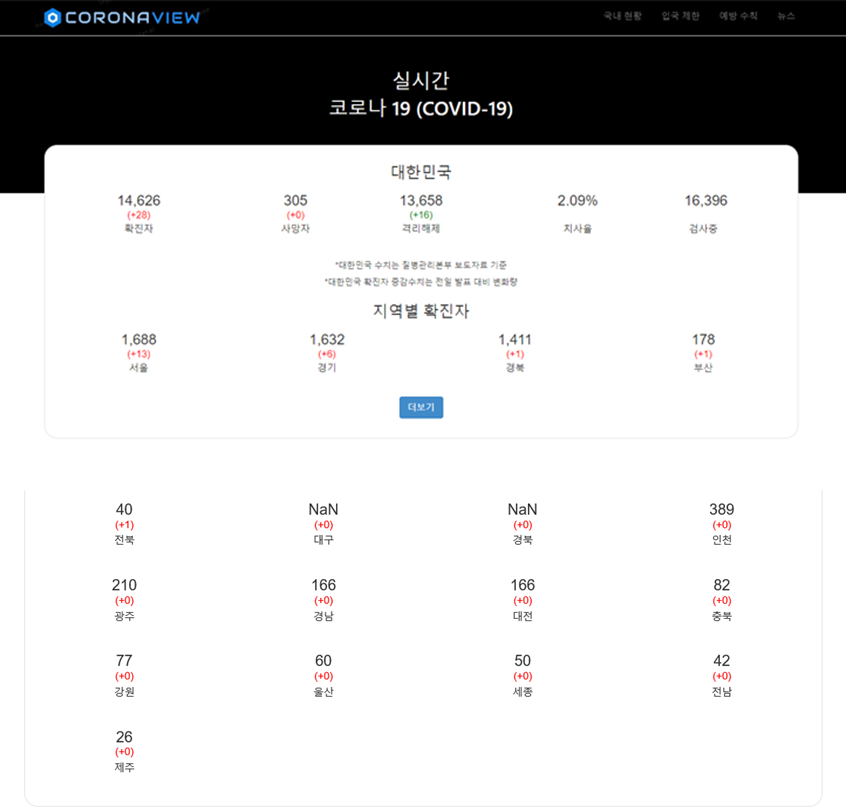 CORONAVIEW
국내 현황 입국 제한 예방 수칙 뉴스
실시간
코로나 19 (COVID-19)
대한민국
14,626 305 13,658 2.09% 16,396
(+28) (+0) (+16)
확진자 사망자 격리해제 치사율 검사중
*대한민국 수치는 질병관리본부 보도자료 기준
*대한민국 확진자 증감수치는 전일 발표 대비 변화량
지역별 확진자
1,688 1,632 1,411 178
(+13) (+6) (+1) (+1)
서울 경기 경북 부산
더보기
40 NaN NaN 389
(+1) (+0) (+0) (+0)
전북 대구 경북 인천
210 166 166 82
(+0) (+0) (+0) (+0)
광주 경남 대전 충북
77 60 50 42
(+0) (+0) (+0) (+0)
강원 울산 세종 전남
26
(+0)
제주